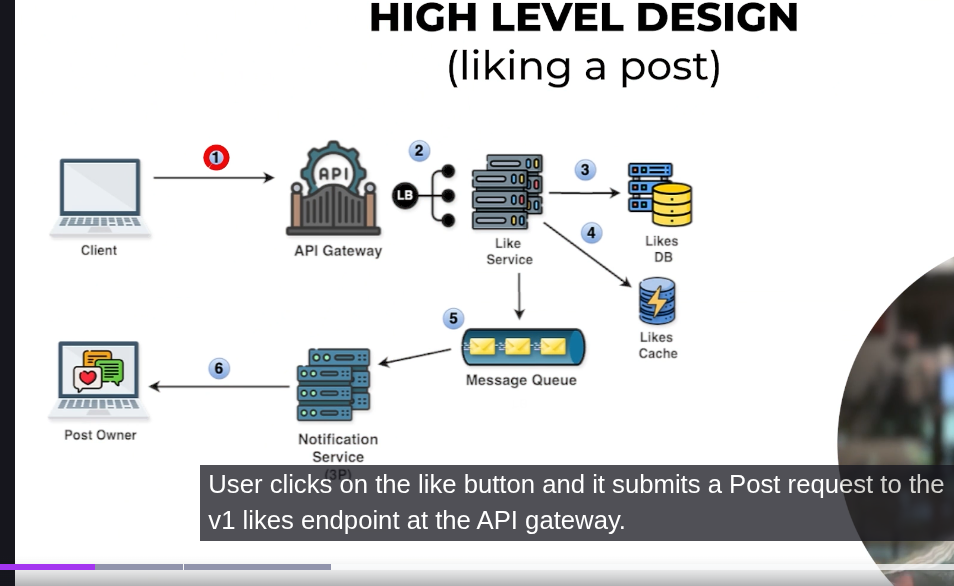 HIGH LEVEL DESIGN
(liking a post)
1
2
3
4
5
6
API
LB
Client
API Gateway
Like
Service
Likes
DB
Likes
Cache
Message Queue
Post Owner
Notification
Service
(3P)
User clicks on the like button and it submits a Post request to the
v1 likes endpoint at the API gateway.